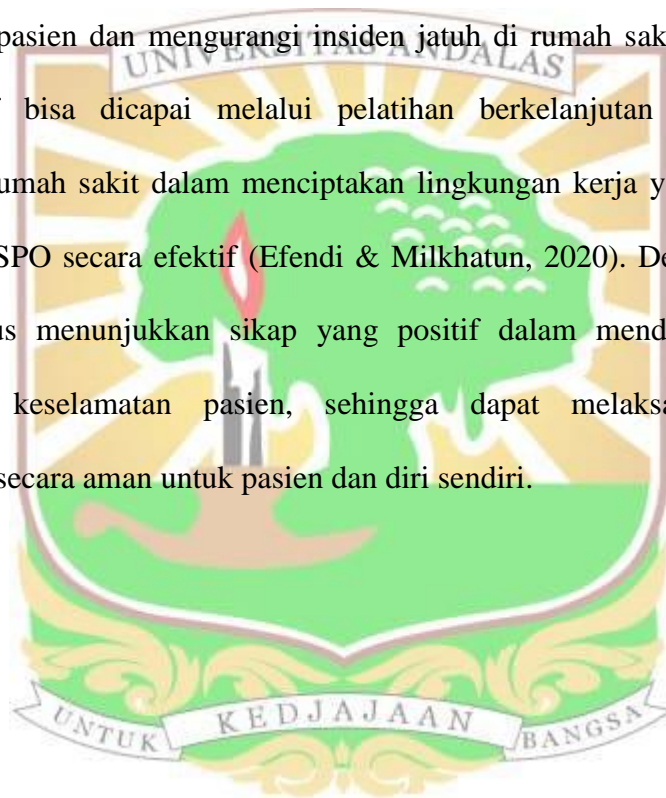 pasien dan mengurangi insiden jatuh di rumah sak
UNIVERSITAS ANDALAS
bisa dicapai melalui pelatihan berkelanjutan
rumah sakit dalam menciptakan lingkungan kerja y
SPO secara efektif (Efendi & Milkhatun, 2020). De
us menunjukkan sikap yang positif dalam mend
keselamatan pasien, sehingga dapat melaksa
secara aman untuk pasien dan diri sendiri.
UNTUK KEDJAJAAN BANGSA